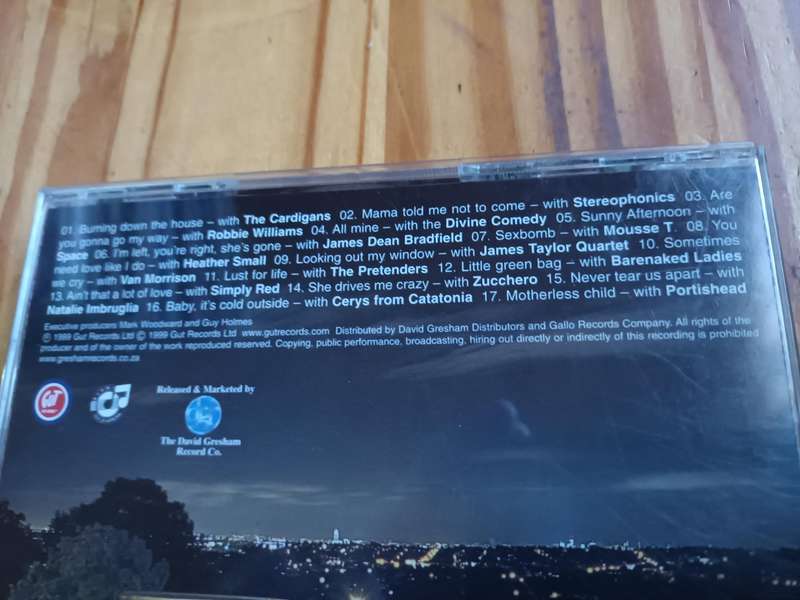 01. Burning down the house – with The Cardigans 02. Mama told me not to come – with Stereophonics 03. Are
you gonna go my way – with Robbie Williams 04. All mine – with the Divine Comedy 05. Sunny Afternoon – with
Space 06. I'm left, you're right, she's gone – with James Dean Bradfield 07. Sexbomb – with Mousse T. 08. You
need love like I do – with Heather Small 09. Looking out my window – with James Taylor Quartet 10. Sometimes
we cry – with Van Morrison 11. Lust for life – with The Pretenders 12. Little green bag – with Barenaked Ladies
13. Ain't that a lot of love – with Simply Red 14. She drives me crazy – with Zucchero 15. Never tear us apart – with
Natalie Imbruglia 16. Baby, it's cold outside – with Cerys from Catatonia 17. Motherless child – with Portishead
Executive producers Mark Woodward and Guy Holmes
Ⓟ 1999 Gut Records Ltd © 1999 Gut Records Ltd www.gutrecords.com Distributed by David Gresham Distributors and Gallo Records Company. All rights of the
producer and of the owner of the work reproduced reserved. Copying, public performance, broadcasting, hiring out directly or indirectly of this recording is prohibited
www.greshamrecords.co.za
GUT
Released & Marketed by
The David Gresham
Record Co.